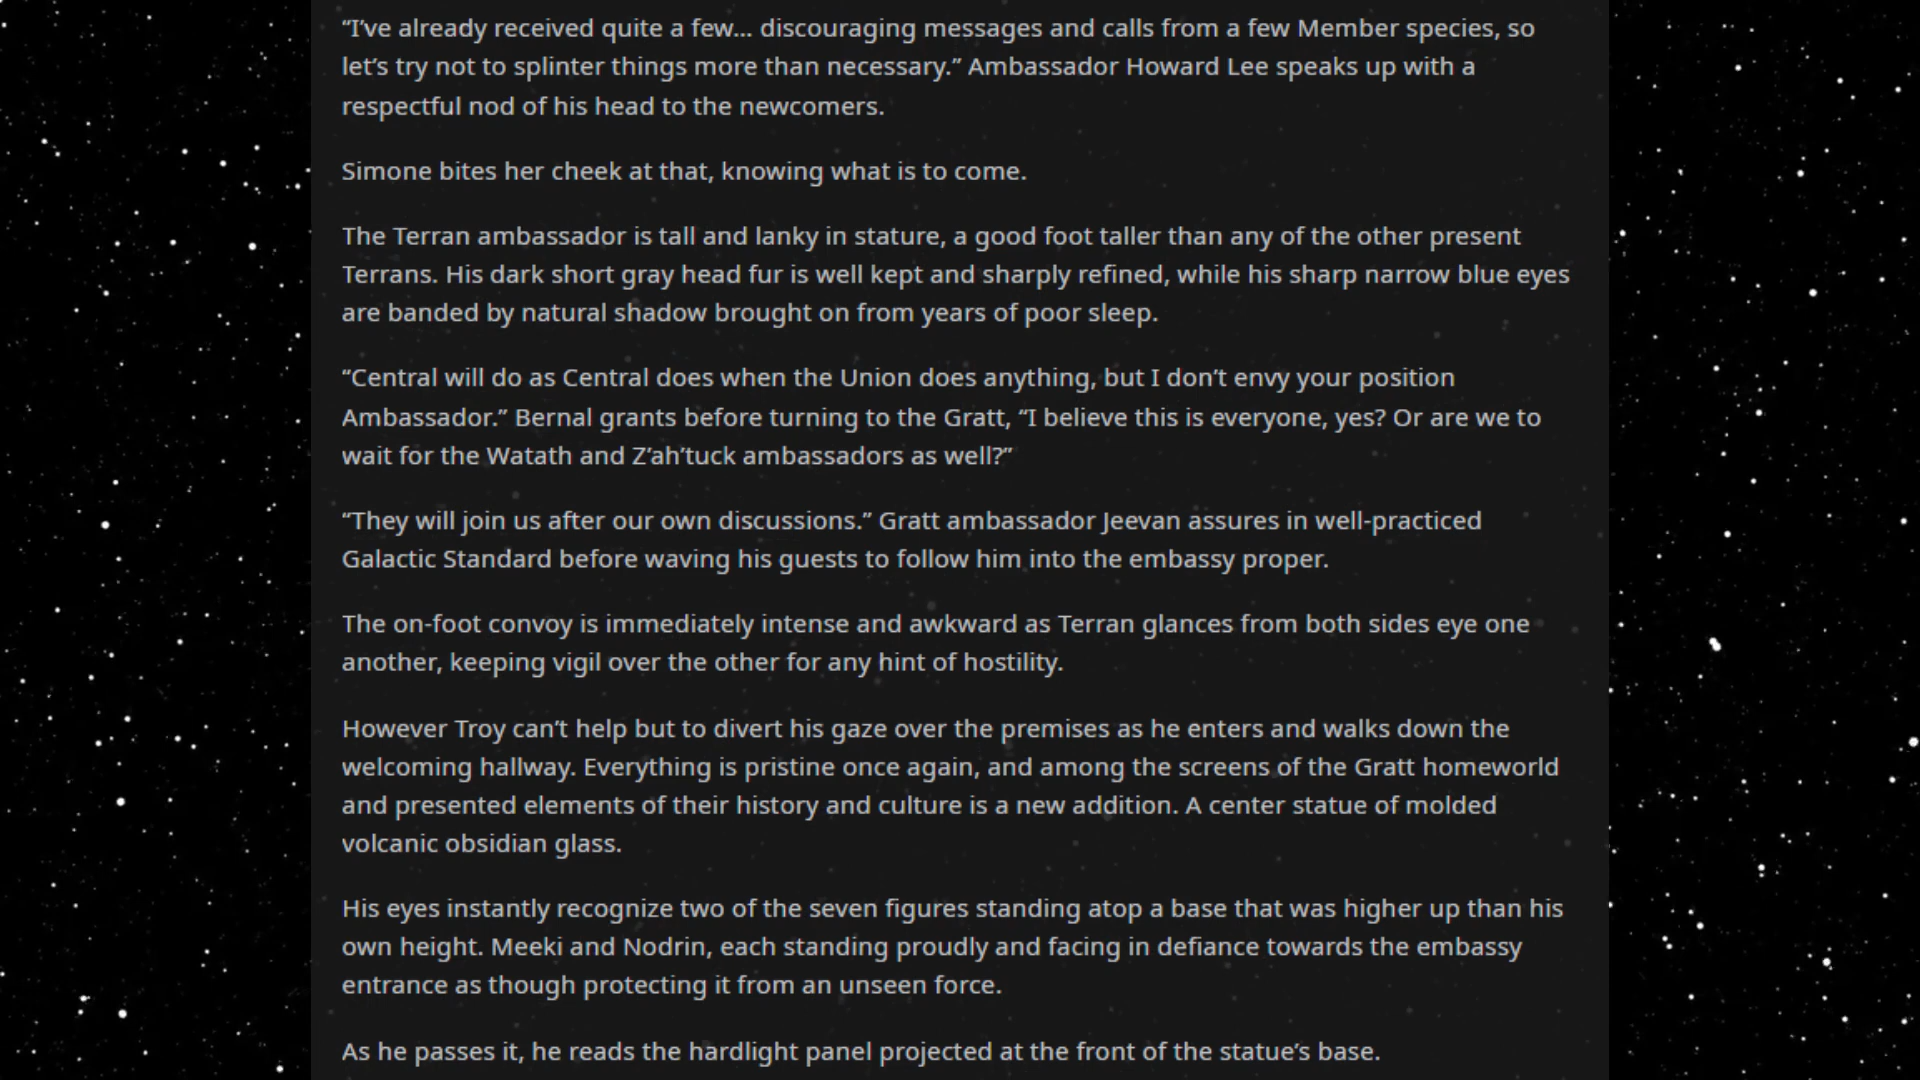 “I’ve already received quite a few… discouraging messages and calls from a few Member species, so
let’s try not to splinter things more than necessary.” Ambassador Howard Lee speaks up with a
respectful nod of his head to the newcomers.
Simone bites her cheek at that, knowing what is to come.
The Terran ambassador is tall and lanky in stature, a good foot taller than any of the other present
Terrans. His dark short gray head fur is well kept and sharply refined, while his sharp narrow blue eyes
are banded by natural shadow brought on from years of poor sleep.
“Central will do as Central does when the Union does anything, but I don’t envy your position
Ambassador.” Bernal grants before turning to the Gratt, “I believe this is everyone, yes? Or are we to
wait for the Watath and Z’ah’tuck ambassadors as well?”
“They will join us after our own discussions.” Gratt ambassador Jeevan assures in well-practiced
Galactic Standard before waving his guests to follow him into the embassy proper.
The on-foot convoy is immediately intense and awkward as Terran glances from both sides eye one
another, keeping vigil over the other for any hint of hostility.
However Troy can’t help but to divert his gaze over the premises as he enters and walks down the
welcoming hallway. Everything is pristine once again, and among the screens of the Gratt homeworld
and presented elements of their history and culture is a new addition. A center statue of molded
volcanic obsidian glass.
His eyes instantly recognize two of the seven figures standing atop a base that was higher up than his
own height. Meeki and Nodrin, each standing proudly and facing in defiance towards the embassy
entrance as though protecting it from an unseen force.
As he passes it, he reads the hardlight panel projected at the front of the statue’s base.